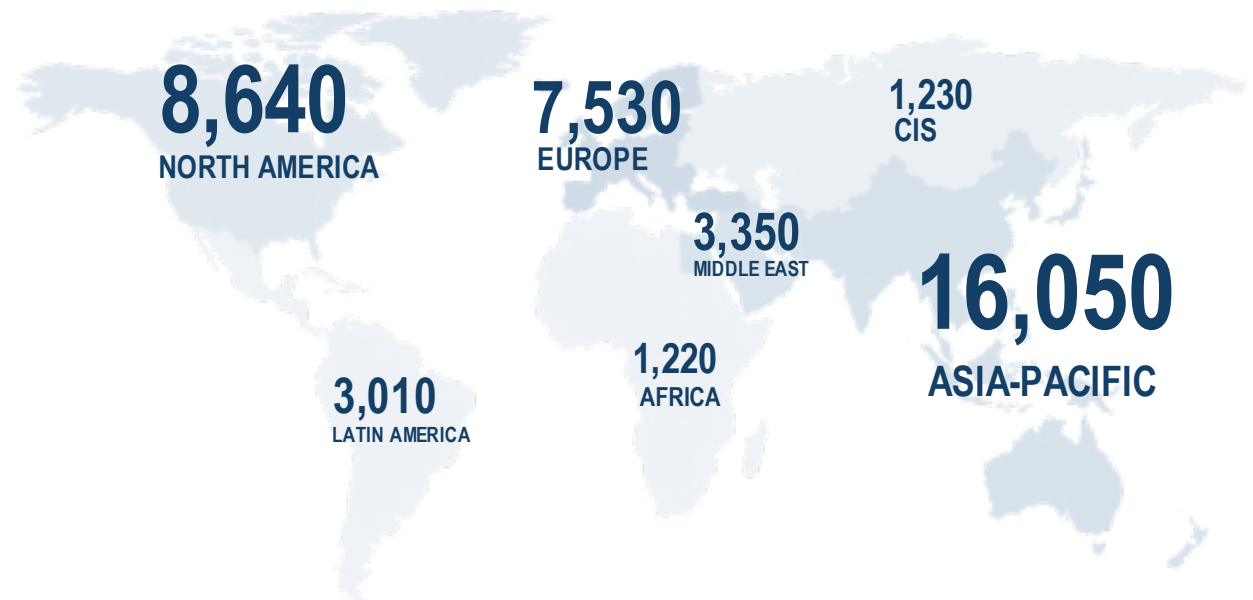 8,640
NORTH AMERICA
7,530
EUROPE
1,230
CIS
3,350
MIDDLE EAST
16,050
ASIA-PACIFIC
1,220
AFRICA
3,010
LATIN AMERICA